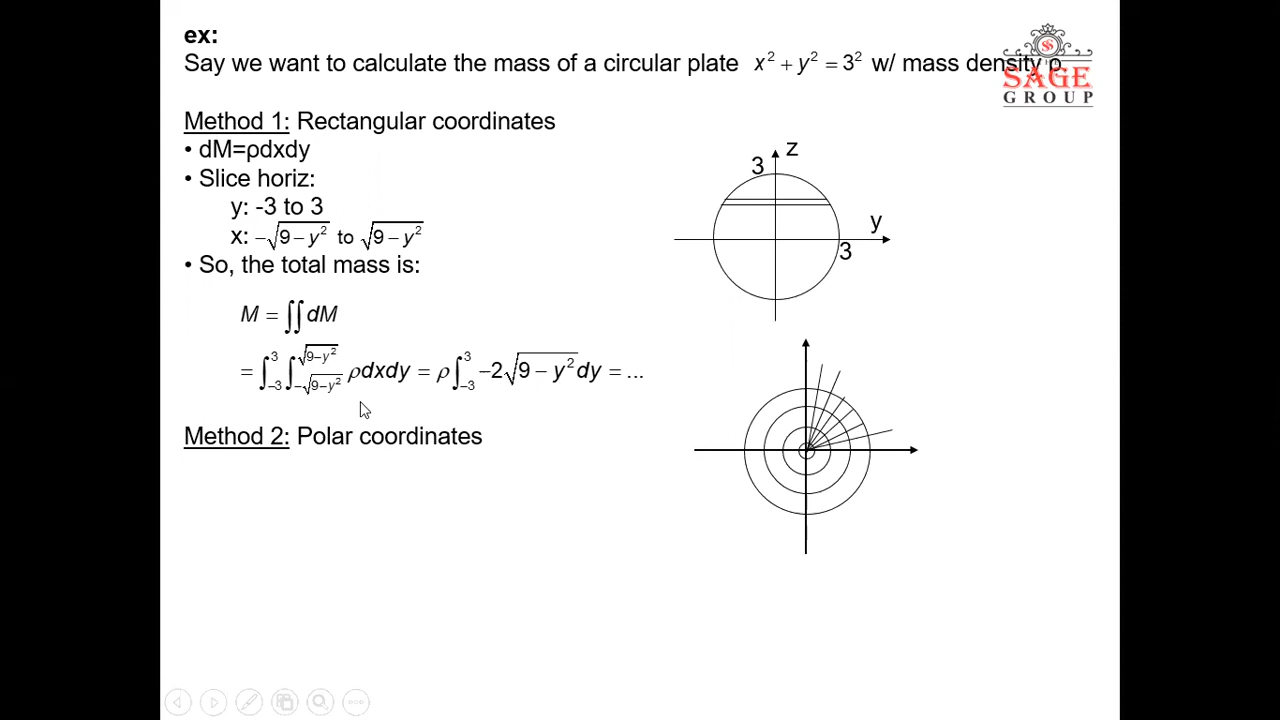 ex:
Say we want to calculate the mass of a circular plate x² + y² = 3² w/ mass density ρ
SS
SAGE
GROUP
Method 1: Rectangular coordinates
• dM=ρdxdy
• Slice horiz:
y: -3 to 3
x: −√(9 − y²) to √(9 − y²)
• So, the total mass is:
M = ∬ dM
= ∫₋₃³ ∫_{−√(9−y²)}^{√(9−y²)} ρdxdy = ρ ∫₋₃³ −2√(9 − y²) dy = ...
Method 2: Polar coordinates
z
3
y
3